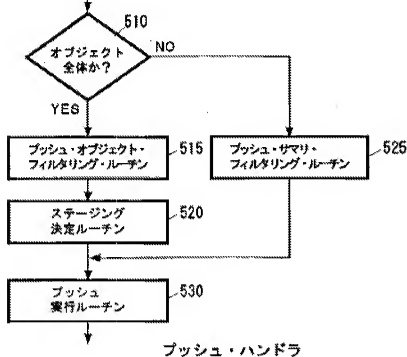 510
オブジェクト
全体か？
NO
YES
プッシュ・オブジェクト・
フィルタリング・ルーチン
515
プッシュ・サマリ・
フィルタリング・ルーチン
525
ステージング
決定ルーチン
520
プッシュ
実行ルーチン
530
プッシュ・ハンドラ